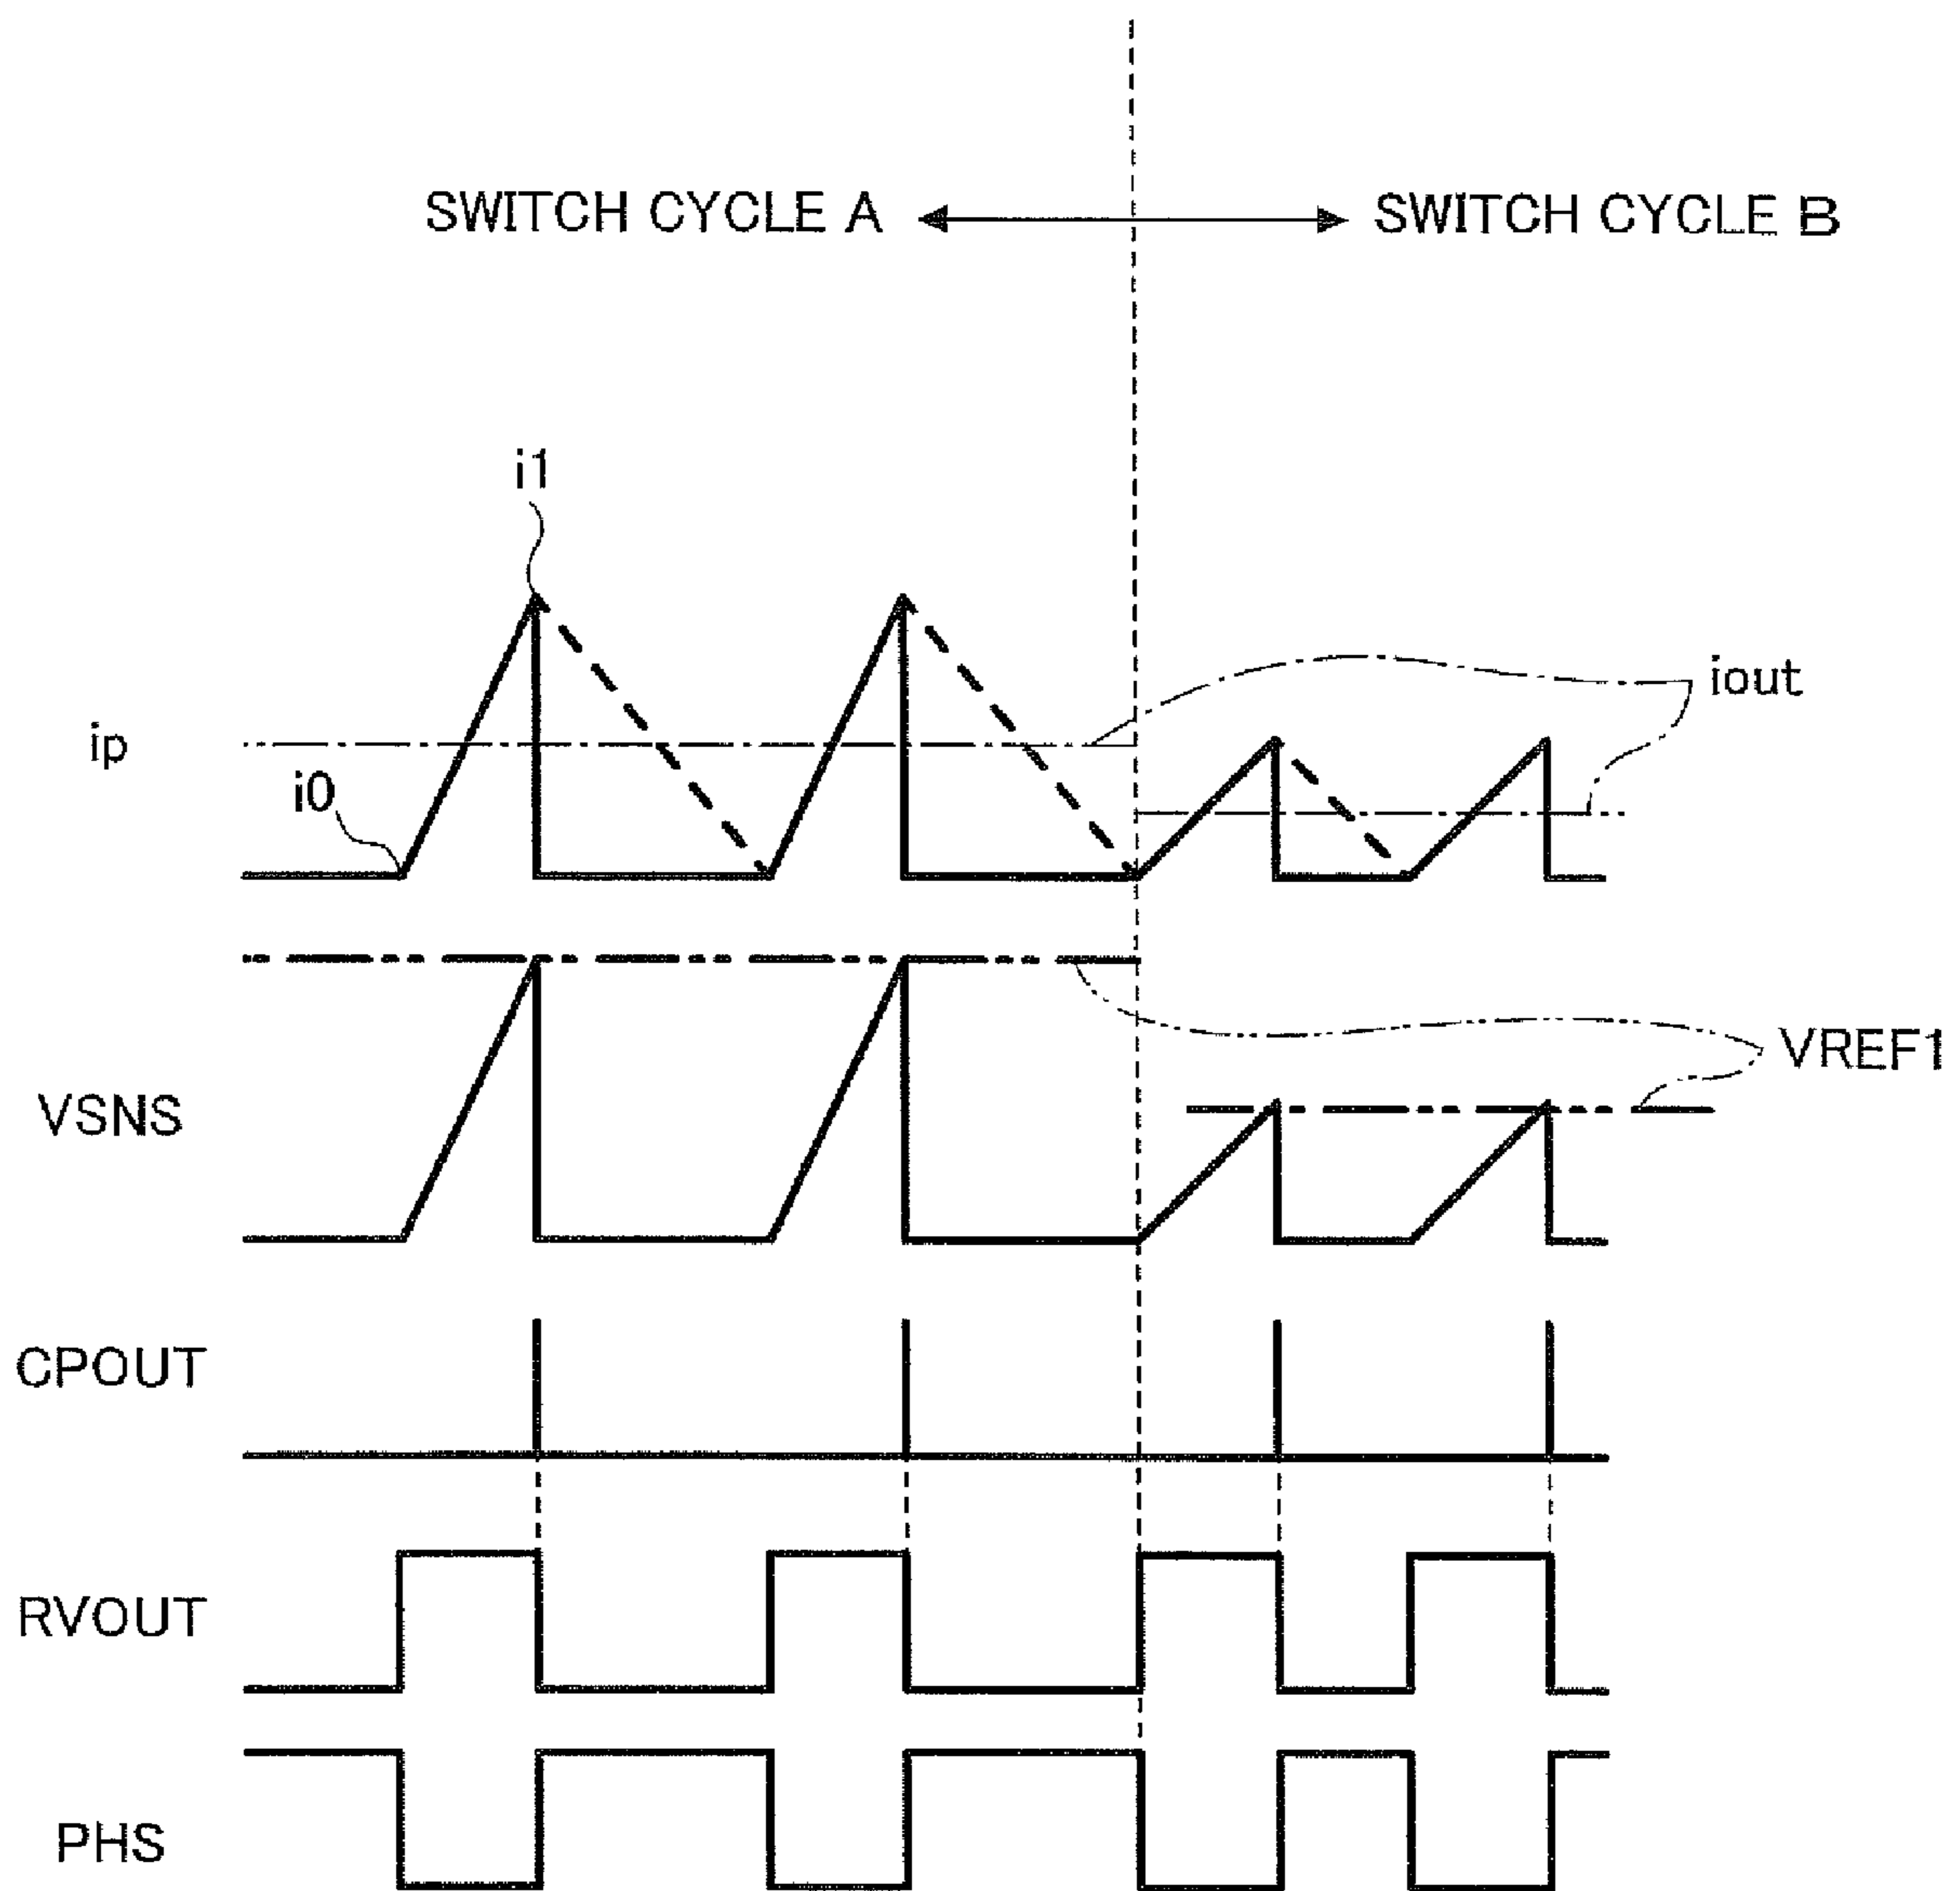 SWITCH CYCLE A
SWITCH CYCLE B
i1
iout
ip
i0
VREF1
VSNS
CPOUT
RVOUT
PHS